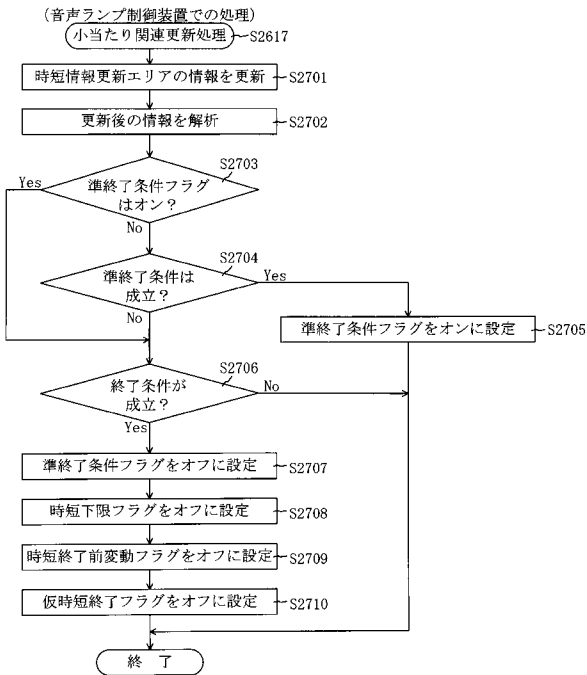 (音声ランプ制御装置での処理)
小当たり関連更新処理 S2617
時短情報更新エリアの情報を更新 S2701
更新後の情報を解析 S2702
S2703
Yes
準終了条件フラグ
はオン?
No
S2704
準終了条件は
成立?
Yes
No
準終了条件フラグをオンに設定 S2705
S2706
終了条件が
成立?
No
Yes
準終了条件フラグをオフに設定 S2707
時短下限フラグをオフに設定 S2708
時短終了前変動フラグをオフに設定 S2709
仮時短終了フラグをオフに設定 S2710
終 了